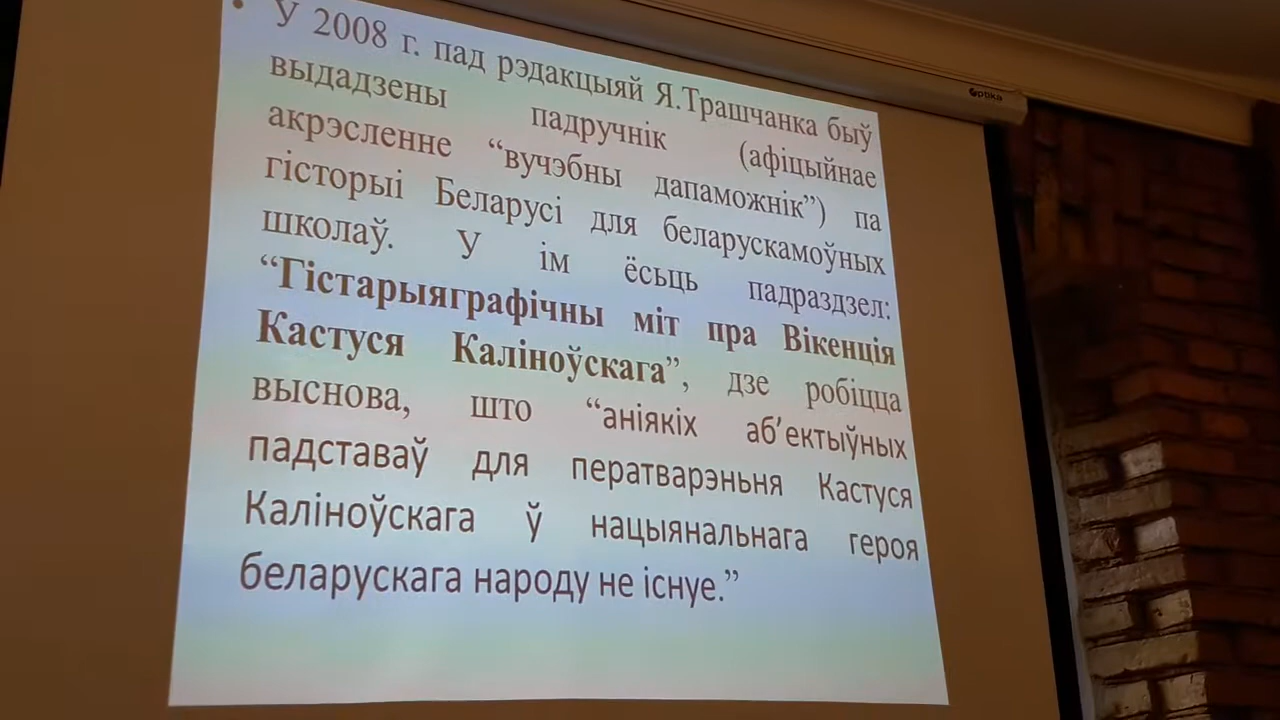 • У 2008 г. пад рэдакцыяй Я.Трашчанка быў
выдадзены падручнік (афіцыйнае
акрэсленне “вучэбны дапаможнік”) па
гісторыі Беларусі для беларускамоўных
школаў. У ім ёсьць падраздзел:
“Гістарыяграфічны міт пра Вікенція
Кастуся Каліноўскага”, дзе робіцца
выснова, што “аніякіх аб’ектыўных
падставаў для ператварэньня Кастуся
Каліноўскага ў нацыянальнага героя
беларускага народу не існуе.”
Optika